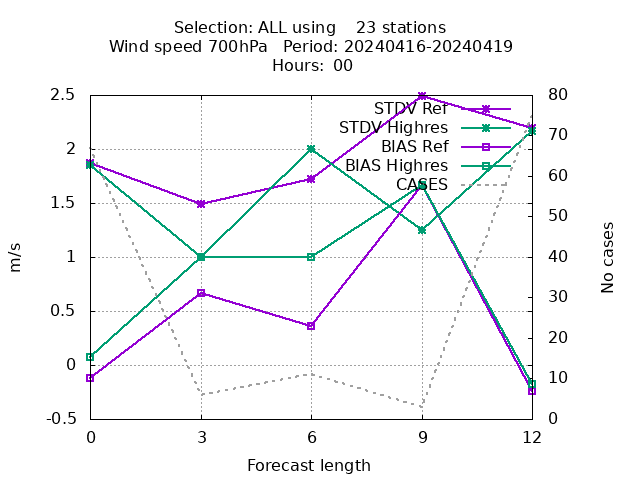 Selection: ALL using    23 stations
Wind speed 700hPa   Period: 20240416-20240419
Hours:  00
STDV Ref
STDV Highres
BIAS Ref
BIAS Highres
CASES
2.5
2
1.5
1
0.5
0
-0.5
m/s
80
70
60
50
40
30
20
10
0
No cases
0 3 6 9 12
Forecast length